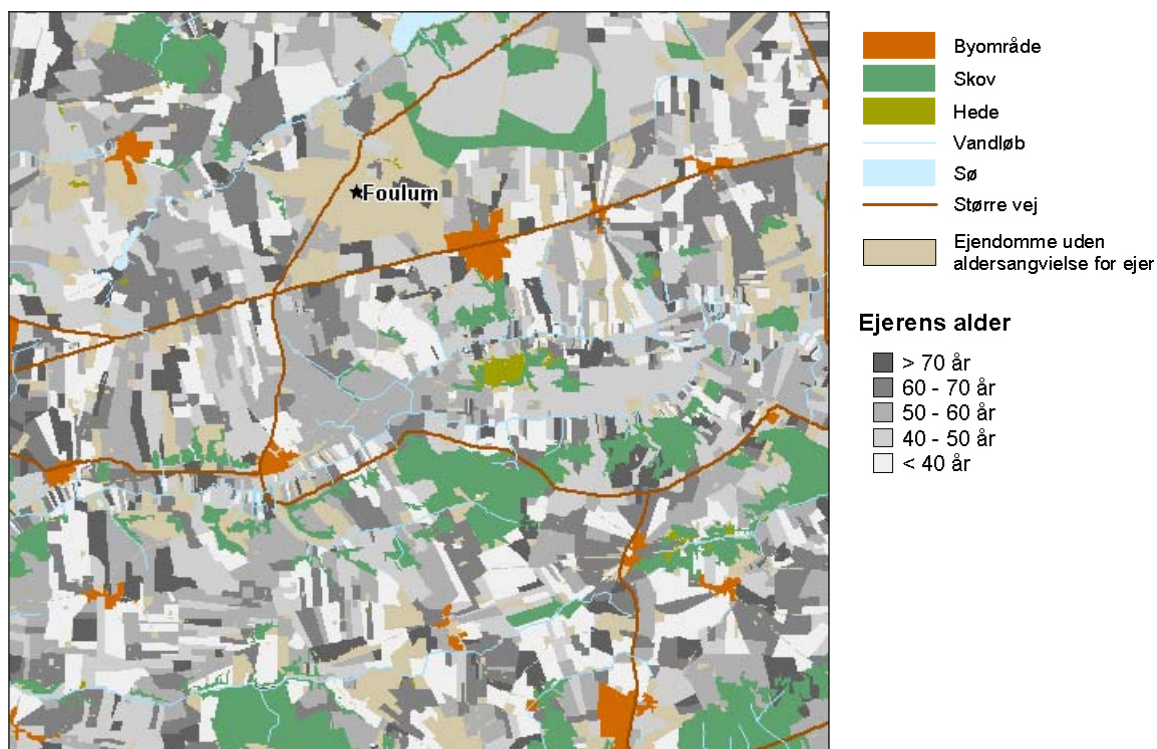 Foulum
Byområde
Skov
Hede
Vandløb
Sø
Større vej
Ejendomme uden
aldersangvielse for ejer
Ejerens alder
> 70 år
60 - 70 år
50 - 60 år
40 - 50 år
< 40 år